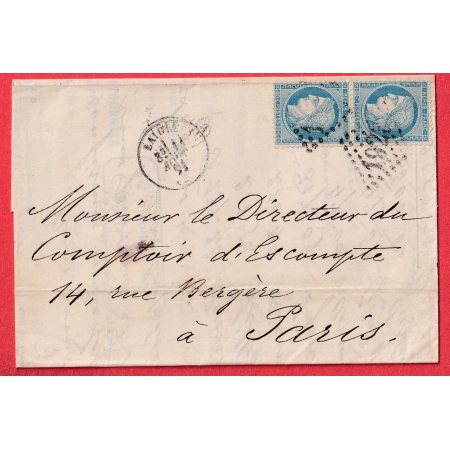 Monsieur le Directeur du
Comptoir d'Escompte
14, rue Bergère
à Paris.